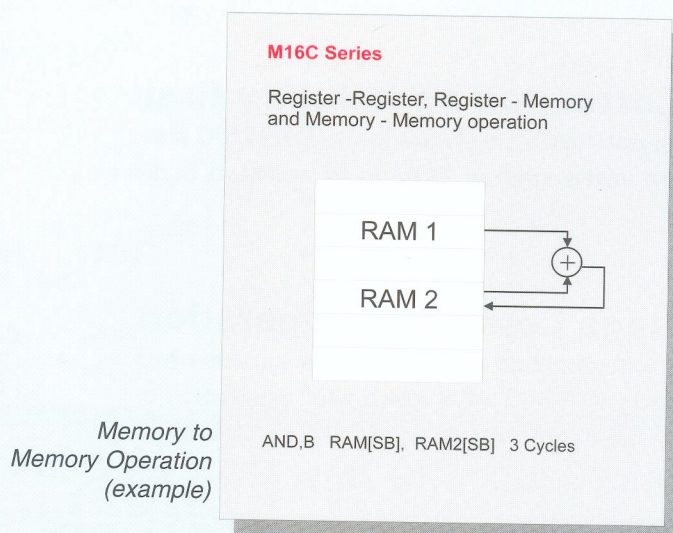 M16C Series
Register -Register, Register - Memory
and Memory - Memory operation
RAM 1
RAM 2
AND,B RAM[SB], RAM2[SB] 3 Cycles
Memory to
Memory Operation
(example)